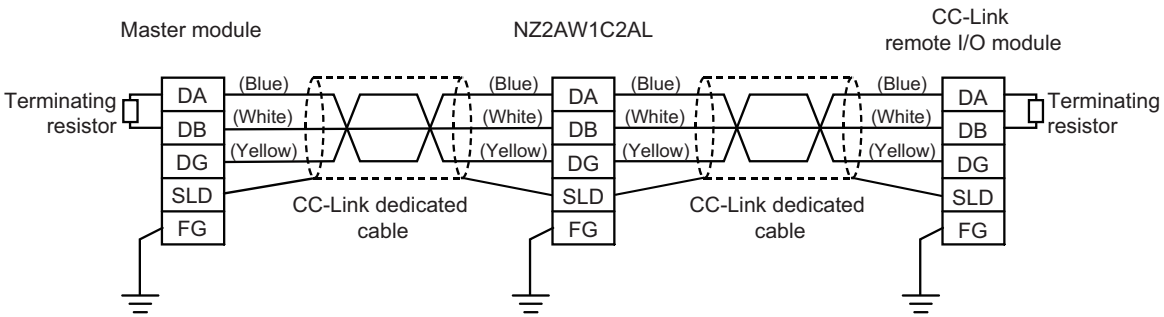 Master module
NZ2AW1C2AL
CC-Link
remote I/O module
Terminating
resistor
DA
DB
DG
SLD
FG
(Blue)
(White)
(Yellow)
CC-Link dedicated
cable
(Blue)
(White)
(Yellow)
DA
DB
DG
SLD
FG
(Blue)
(White)
(Yellow)
CC-Link dedicated
cable
(Blue)
(White)
(Yellow)
DA
DB
DG
SLD
FG
Terminating
resistor